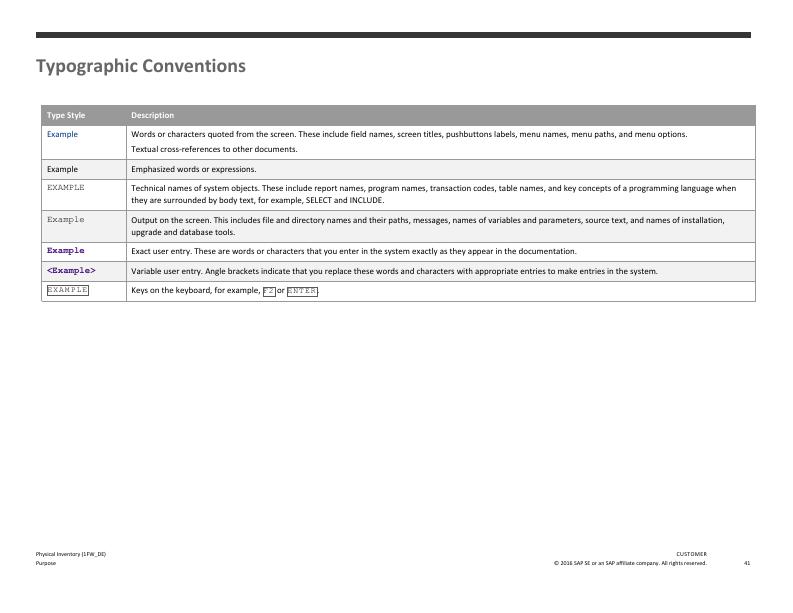 Typographic Conventions
Type Style Description
Example Words or characters quoted from the screen. These include field names, screen titles, pushbuttons labels, menu names, menu paths, and menu options.
Textual cross-references to other documents.
Example Emphasized words or expressions.
EXAMPLE Technical names of system objects. These include report names, program names, transaction codes, table names, and key concepts of a programming language when
they are surrounded by body text, for example, SELECT and INCLUDE.
Example Output on the screen. This includes file and directory names and their paths, messages, names of variables and parameters, source text, and names of installation,
upgrade and database tools.
Example Exact user entry. These are words or characters that you enter in the system exactly as they appear in the documentation.
<Example> Variable user entry. Angle brackets indicate that you replace these words and characters with appropriate entries to make entries in the system.
EXAMPLE Keys on the keyboard, for example, F2 or ENTER.
Physical Inventory (1FW_DE) CUSTOMER
Purpose © 2016 SAP SE or an SAP affiliate company. All rights reserved. 41